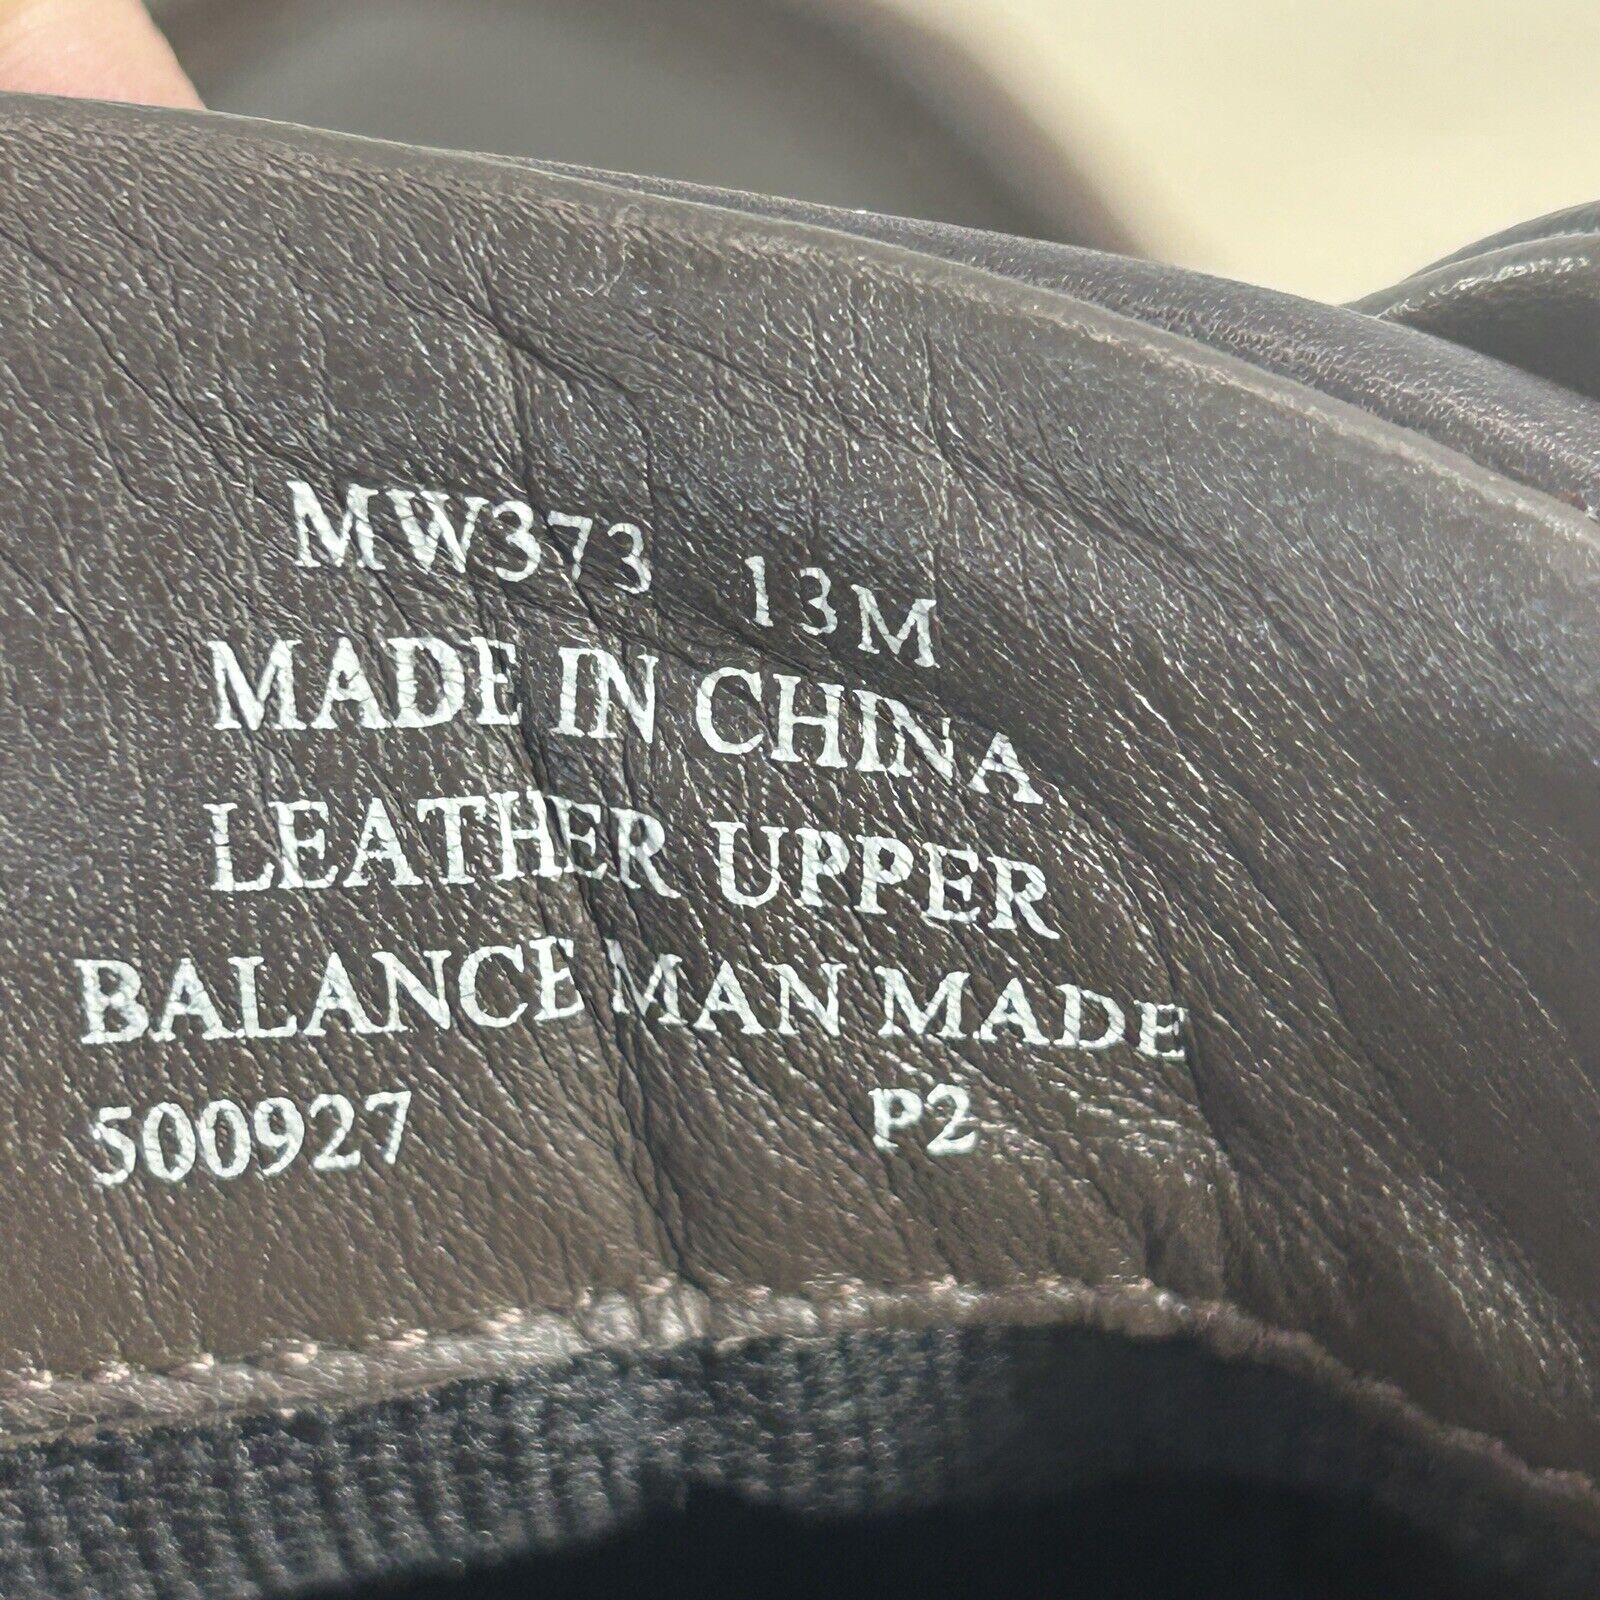 MW373 13M
MADE IN CHINA
LEATHER UPPER
BALANCE MAN MADE
500927 P2